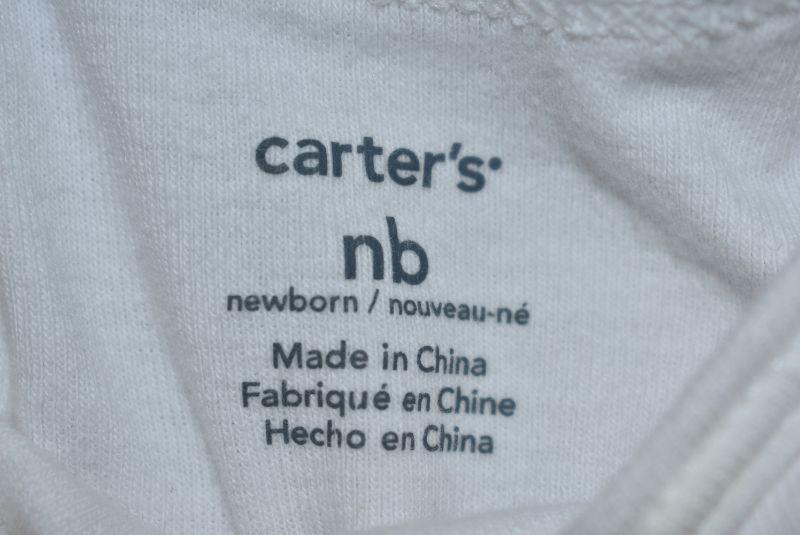 carter's
nb
newborn / nouveau-né
Made in China
Fabriqué en Chine
Hecho en China